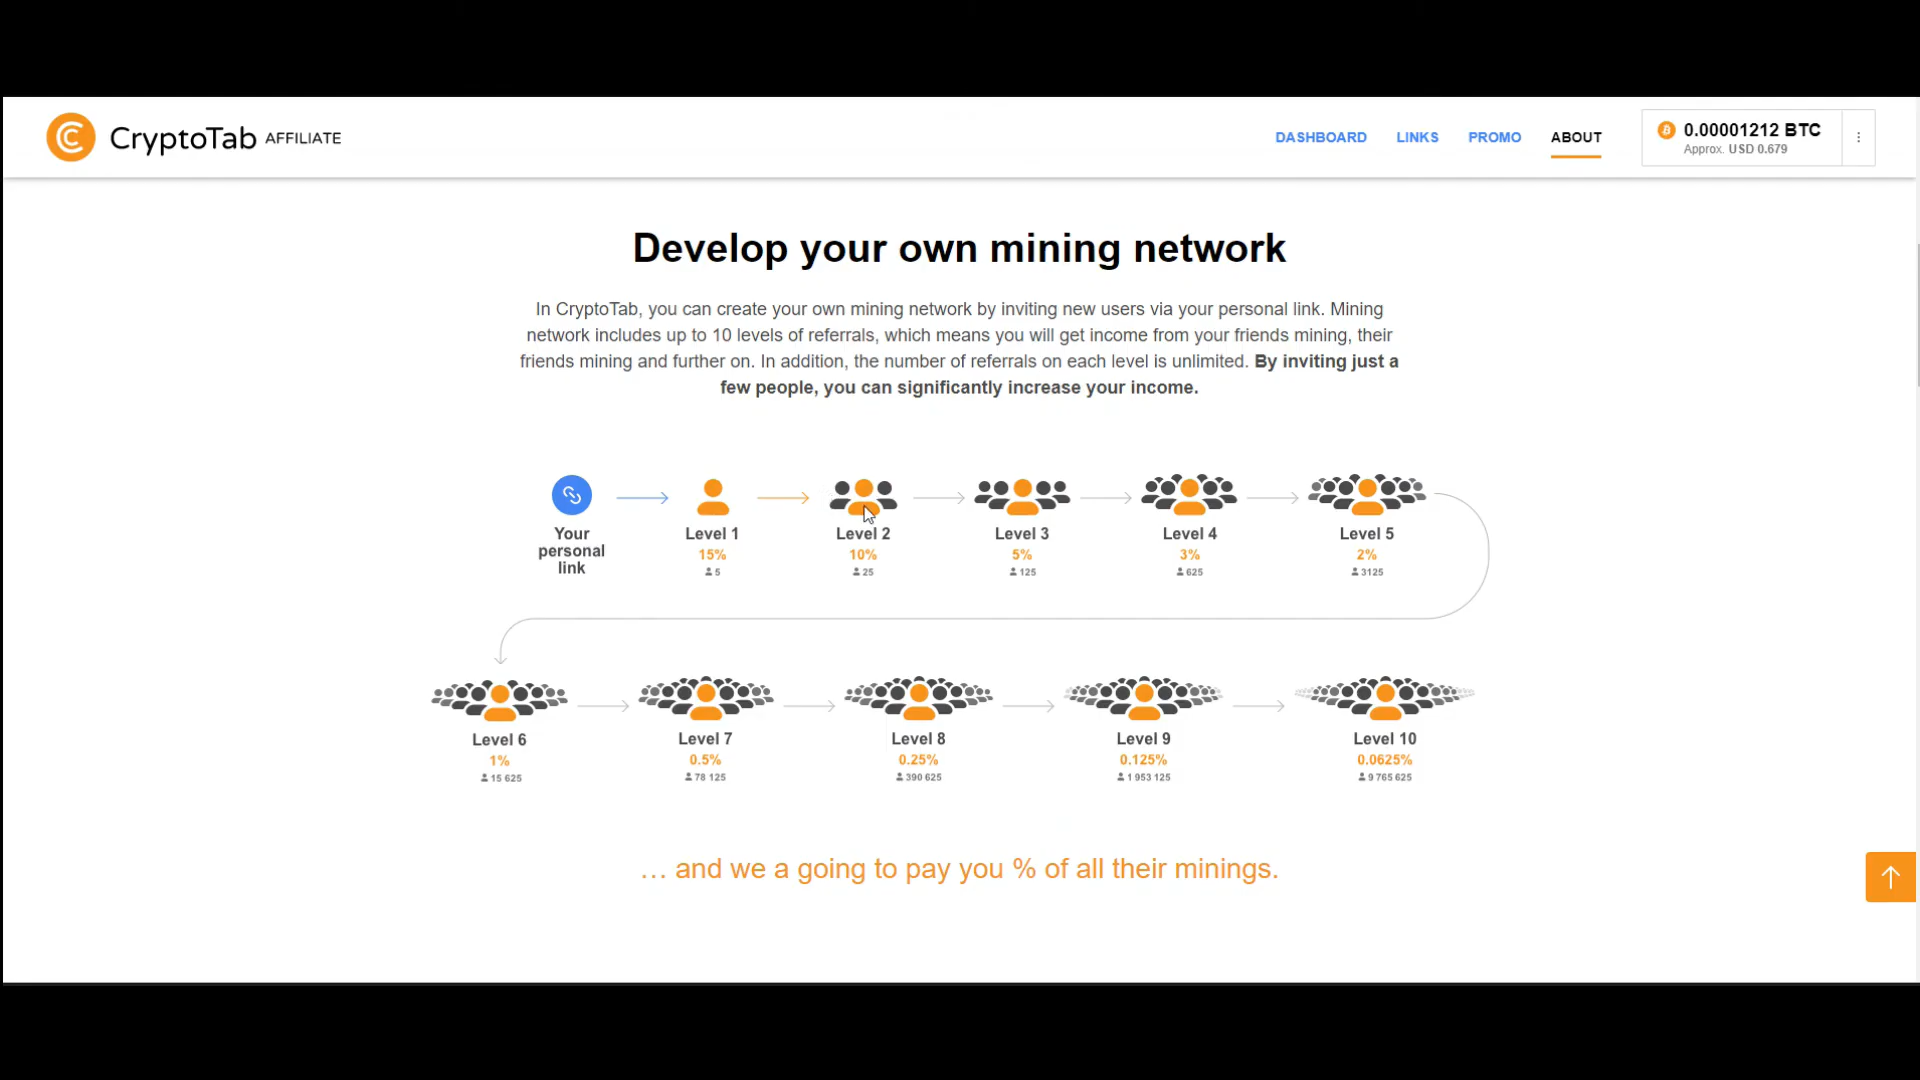 CryptoTab AFFILIATE
DASHBOARD LINKS PROMO ABOUT
0.00001212 BTC
Approx. USD 0.679
Develop your own mining network
In CryptoTab, you can create your own mining network by inviting new users via your personal link. Mining
network includes up to 10 levels of referrals, which means you will get income from your friends mining, their
friends mining and further on. In addition, the number of referrals on each level is unlimited. By inviting just a
few people, you can significantly increase your income.
Your
personal
link
Level 1
15%
5
Level 2
10%
25
Level 3
5%
125
Level 4
3%
625
Level 5
2%
3125
Level 6
1%
15 625
Level 7
0.5%
78 125
Level 8
0.25%
390 625
Level 9
0.125%
1 953 125
Level 10
0.0625%
9 765 625
… and we a going to pay you % of all their minings.